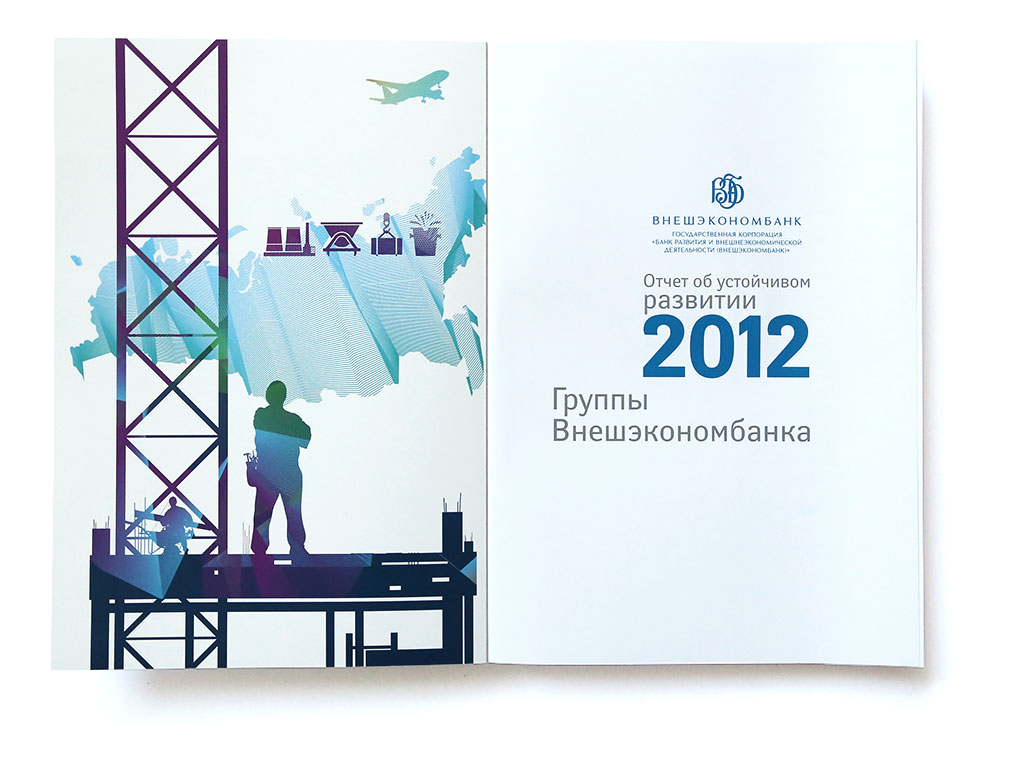 ВЭБ
ВНЕШЭКОНОМБАНК
ГОСУДАРСТВЕННАЯ КОРПОРАЦИЯ
«БАНК РАЗВИТИЯ И ВНЕШНЕЭКОНОМИЧЕСКОЙ
ДЕЯТЕЛЬНОСТИ (ВНЕШЭКОНОМБАНК)»
Отчет об устойчивом
развитии
2012
Группы
Внешэкономбанка